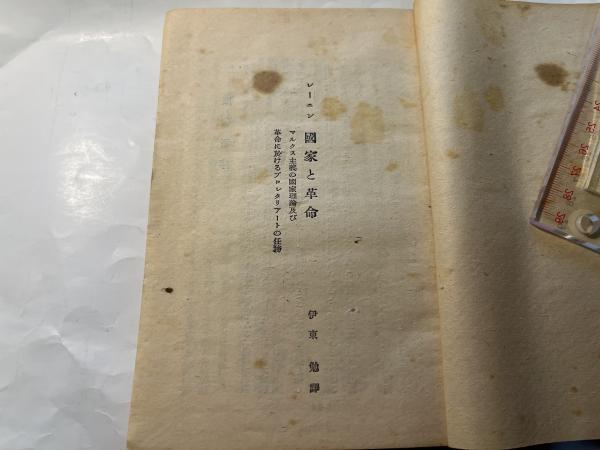 レーニン 國家と革命
マルクス主義の國家理論及び
革命に於けるプロレタリアートの任務
伊東勉譯